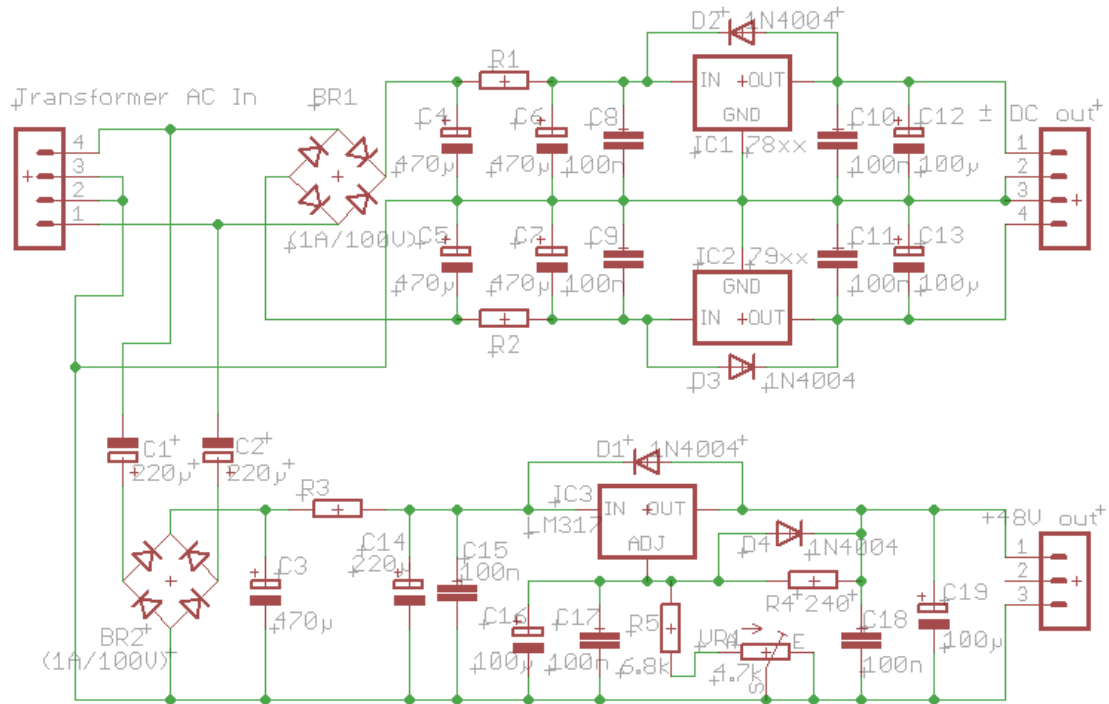 D2 1N4004
R1
IN OUT
GND
IC1 78xx
Transformer AC In
BR1
4
3
2
1
(1A/100V)
C4
470µ
C6
470µ
C8
100n
C10
100n
C12
100µ
± DC out
1
2
3
4
C5
470µ
C7
470µ
C9
100n
IC2 79xx
GND
IN OUT
C11
100n
C13
100µ
R2
D3 1N4004
C1
220µ
C2
220µ
D1 1N4004
R3
IC3
LM317
IN OUT
ADJ
+48V out
1
2
3
D4
1N4004
C3
470µ
C14
220µ
C15
100n
R4 240
C19
100µ
BR2
(1A/100V)
C16
100µ
C17
100n
R5
6.8k
VR1
A E
4.7k
S
C18
100n